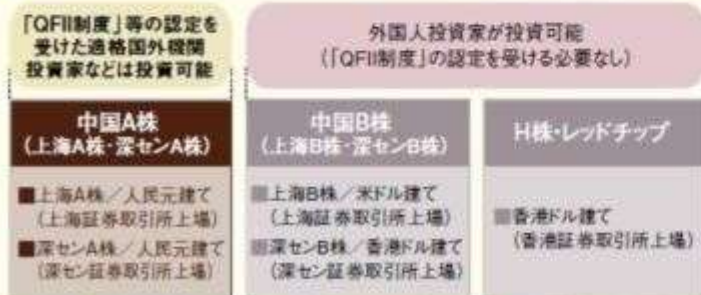 「QFII制度」等の認定を
受けた適格国外機関
投資家などは投資可能
外国人投資家が投資可能
(「QFII制度」の認定を受ける必要なし)
中国A株
(上海A株・深センA株)
中国B株
(上海B株・深センB株)
H株・レッドチップ
■上海A株/人民元建て
(上海証券取引所上場)
■深センA株/人民元建て
(深セン証券取引所上場)
■上海B株/米ドル建て
(上海証券取引所上場)
■深センB株/香港ドル建て
(深セン証券取引所上場)
■香港ドル建て
(香港証券取引所上場)